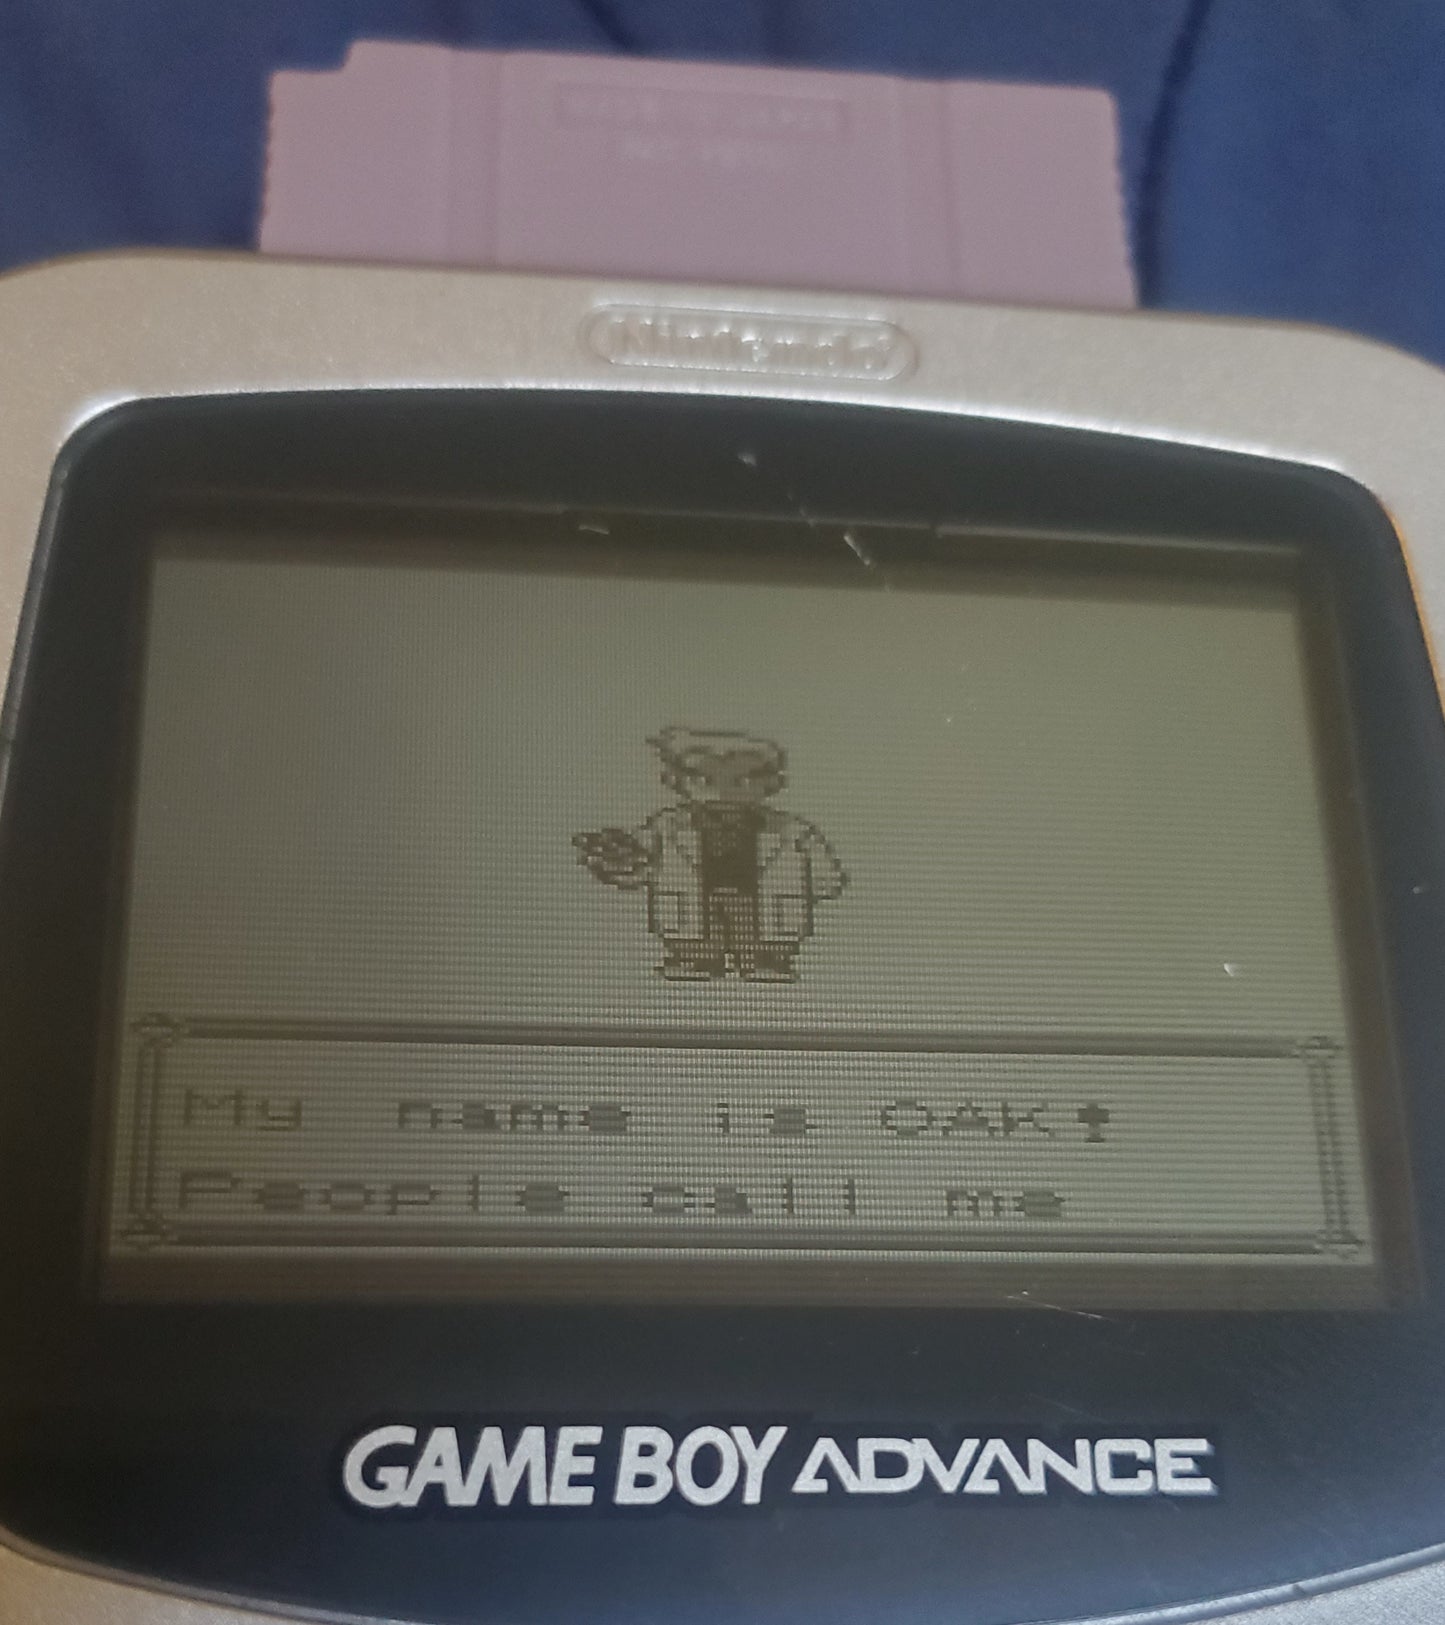 Nintendo
My name is OAK!
People call me
GAME BOY ADVANCE